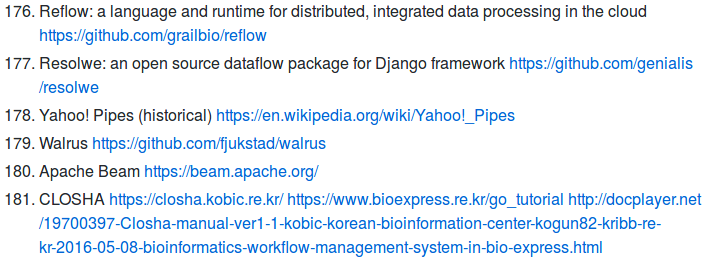 176. Reflow: a language and runtime for distributed, integrated data processing in the cloud
https://github.com/grailbio/reflow
177. Resolwe: an open source dataflow package for Django framework https://github.com/genialis
/resolwe
178. Yahoo! Pipes (historical) https://en.wikipedia.org/wiki/Yahoo!_Pipes
179. Walrus https://github.com/fjukstad/walrus
180. Apache Beam https://beam.apache.org/
181. CLOSHA https://closha.kobic.re.kr/ https://www.bioexpress.re.kr/go_tutorial http://docplayer.net
/19700397-Closha-manual-ver1-1-kobic-korean-bioinformation-center-kogun82-kribb-re-
kr-2016-05-08-bioinformatics-workflow-management-system-in-bio-express.html